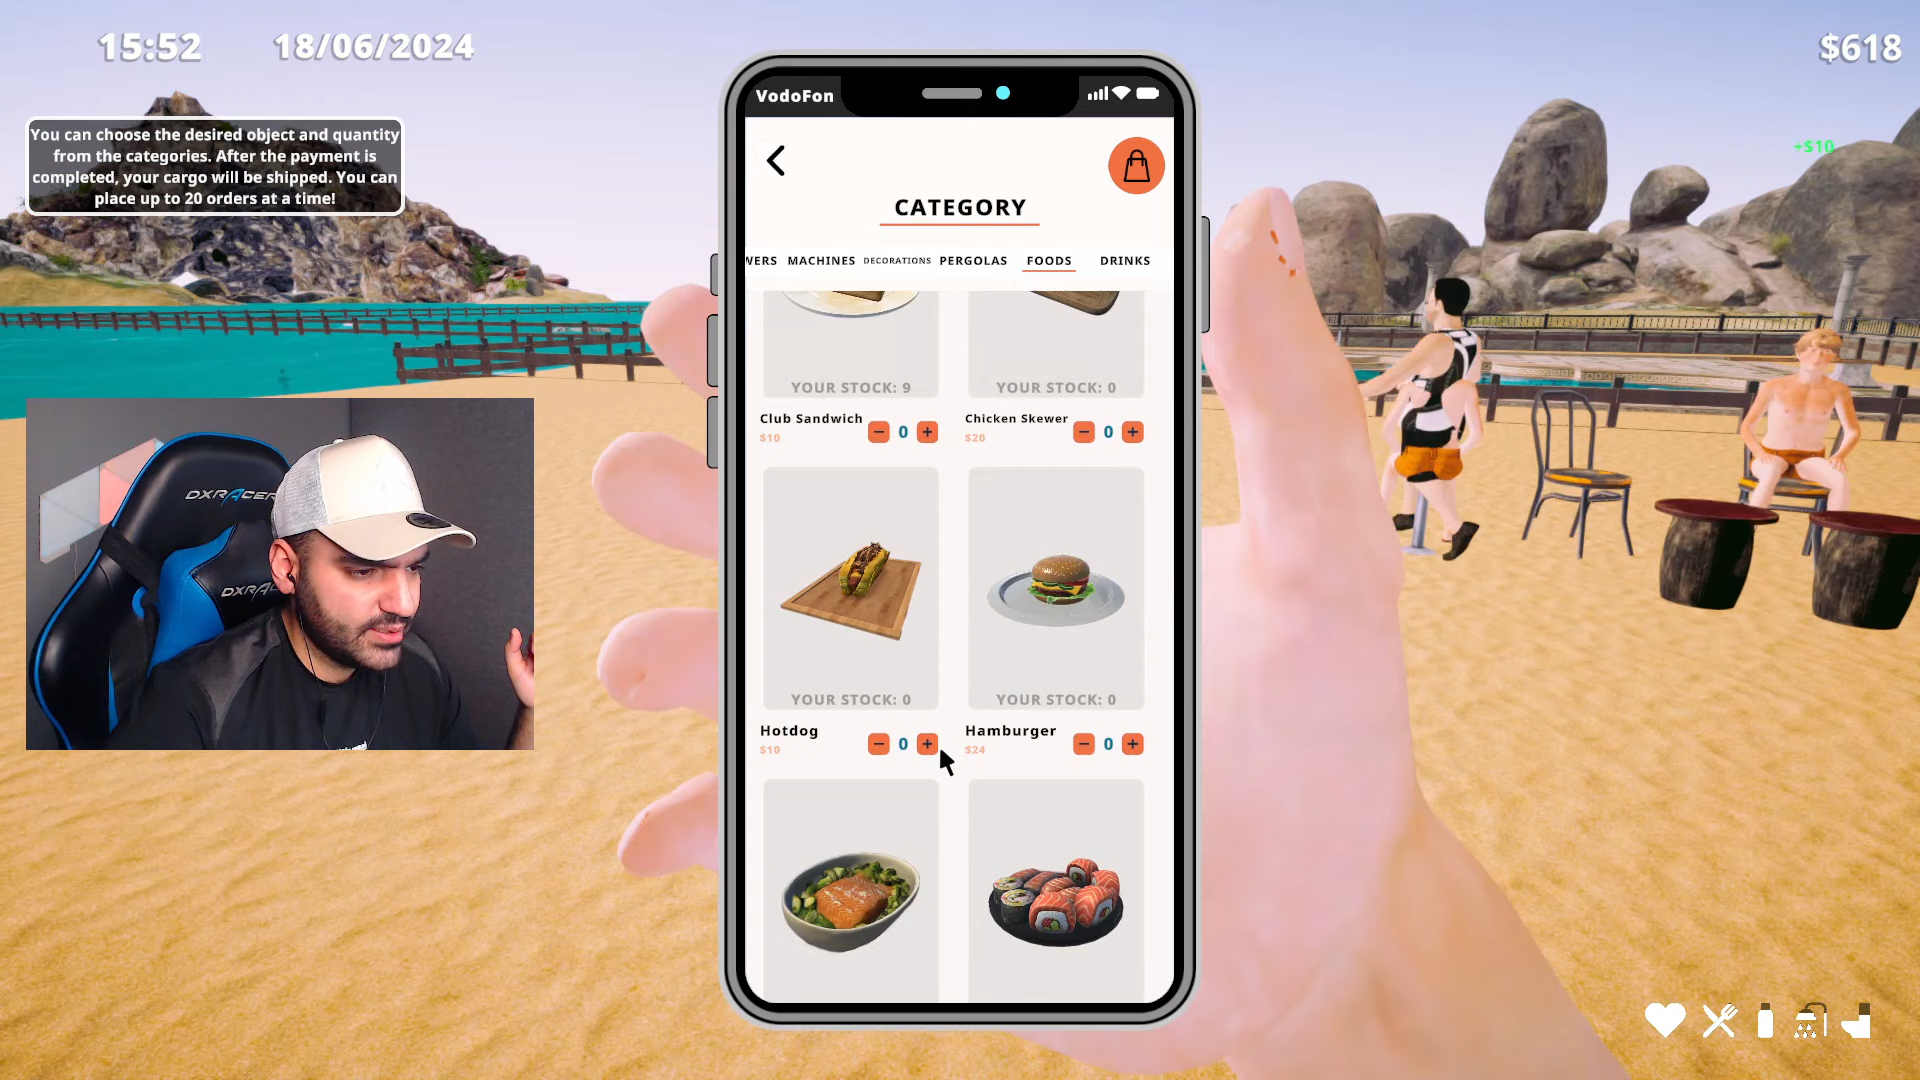 15:52 18/06/2024
$618
+$10
You can choose the desired object and quantity
from the categories. After the payment is
completed, your cargo will be shipped. You can
place up to 20 orders at a time!
VodoFon
CATEGORY
WERS MACHINES DECORATIONS PERGOLAS FOODS DRINKS
YOUR STOCK: 9 YOUR STOCK: 0
Club Sandwich Chicken Skewer
$10 − 0 + $20 − 0 +
YOUR STOCK: 0 YOUR STOCK: 0
Hotdog Hamburger
$10 − 0 + $24 − 0 +
DXRACER